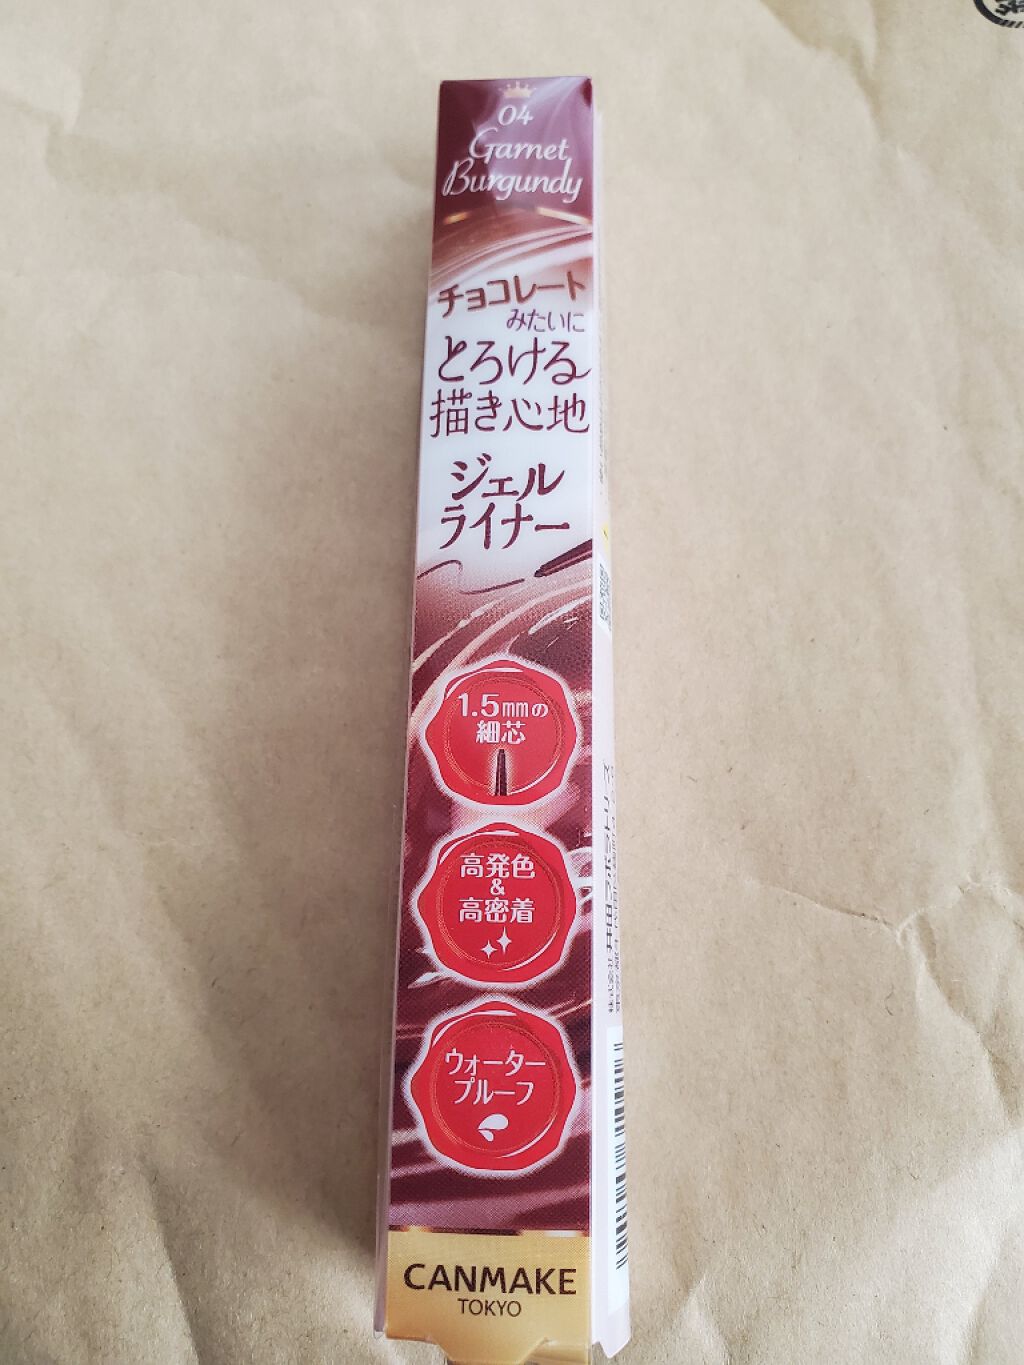 04
Garnet
Burgundy
チョコレート
みたいに
とろける
描き心地
ジェル
ライナー
1.5mmの
細芯
高発色
&
高密着
ウォーター
プルーフ
CANMAKE
TOKYO